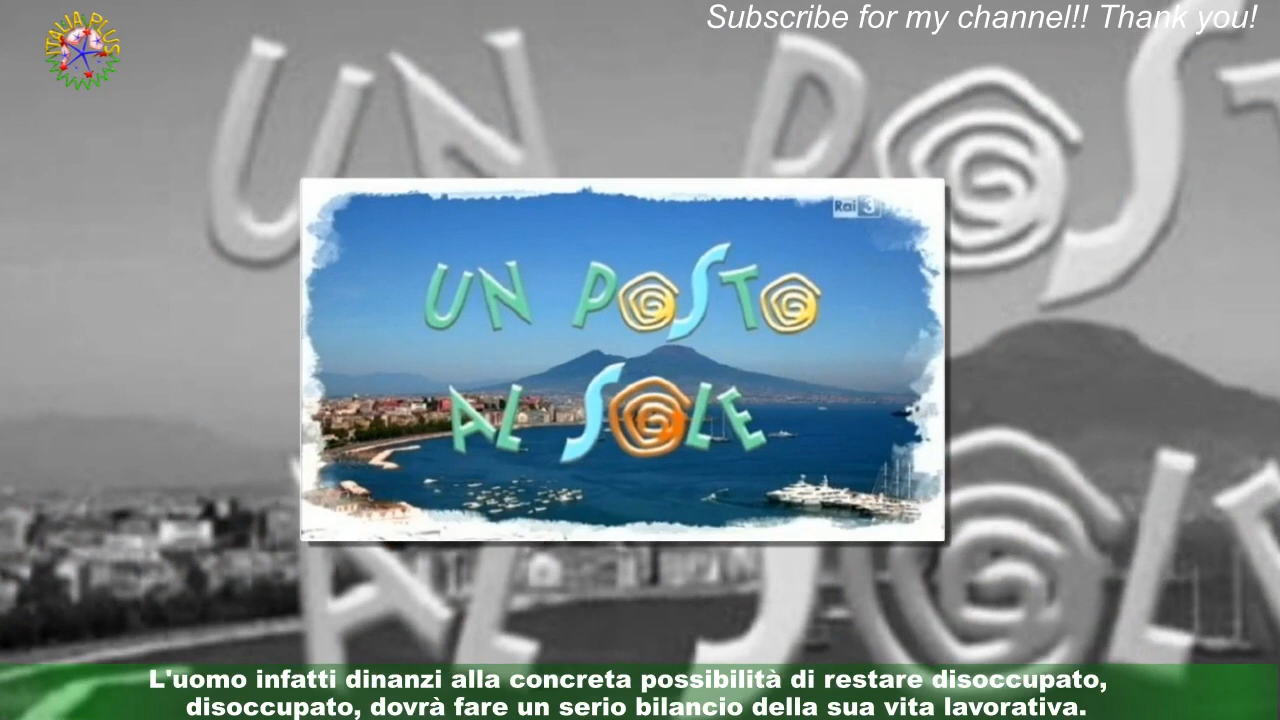 Subscribe for my channel!! Thank you!
ITALIA PLUS
Rai 3
UN POSTO
AL SOLE
L'uomo infatti dinanzi alla concreta possibilità di restare disoccupato,
disoccupato, dovrà fare un serio bilancio della sua vita lavorativa.